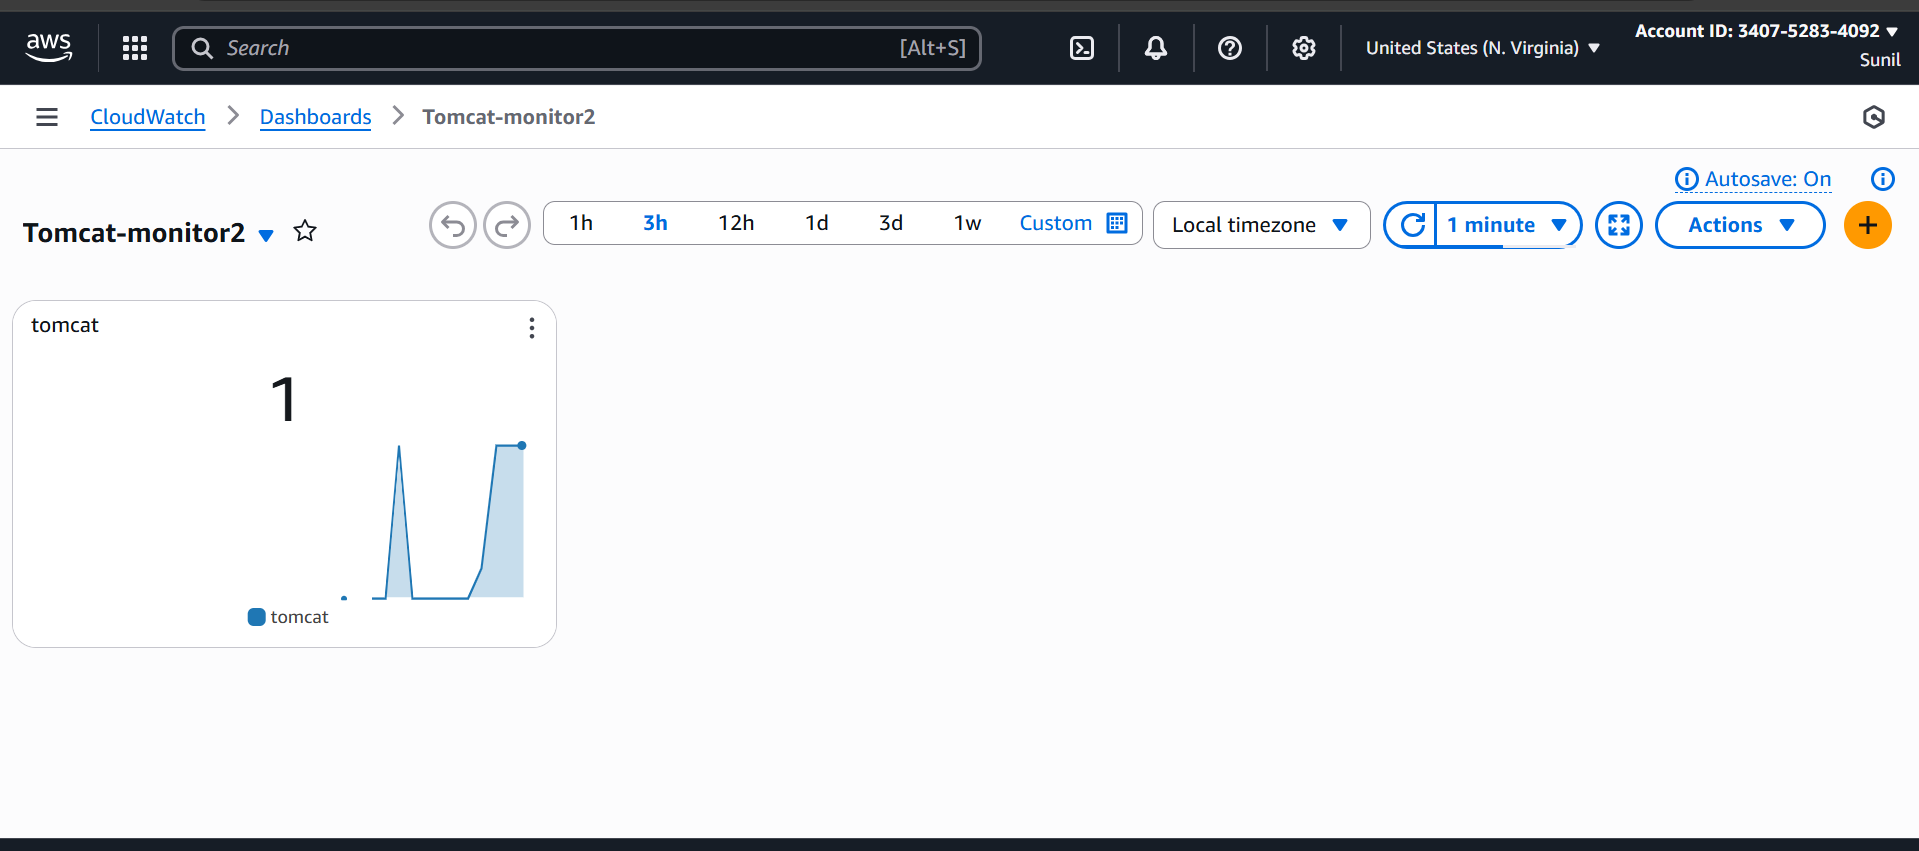 aws
Search [Alt+S]
United States (N. Virginia)
Account ID: 3407-5283-4092
Sunil
CloudWatch > Dashboards > Tomcat-monitor2
Autosave: On
Tomcat-monitor2
1h 3h 12h 1d 3d 1w Custom
Local timezone
1 minute
Actions
+
tomcat
1
tomcat